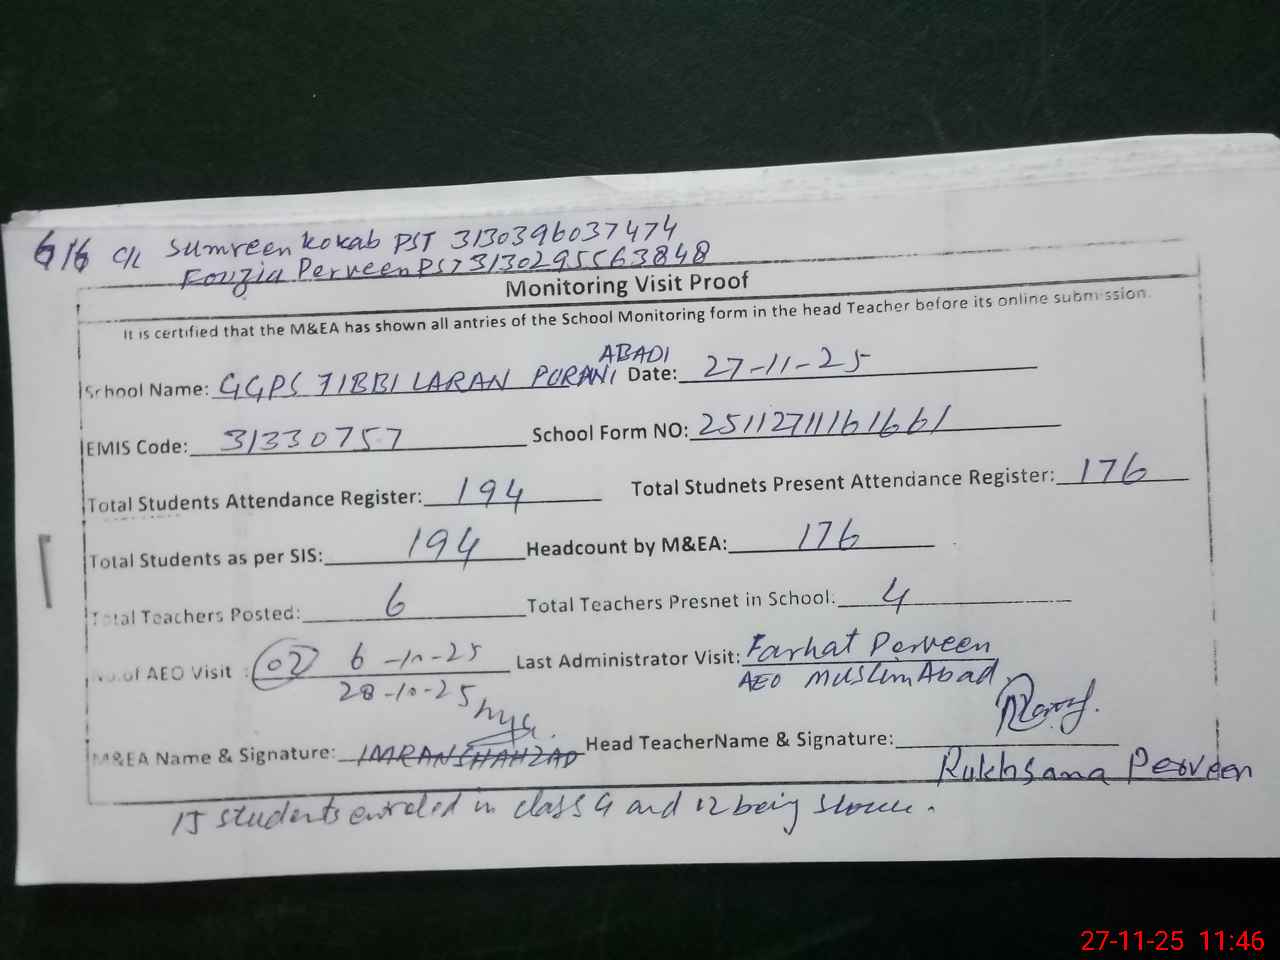 6/6 C/L Sumreen kokab PST 3130396037474
Fouzia Perveen PST 3130295563848
Monitoring Visit Proof
It is certified that the M&EA has shown all antries of the School Monitoring form in the head Teacher before its online submission.
School Name: GGPS TIBBI LARAN PURANI ABADI Date: 27-11-25
EMIS Code: 31330757 School Form NO: 25112711161661
Total Students Attendance Register: 194 Total Studnets Present Attendance Register: 176
Total Students as per SIS: 194 Headcount by M&EA: 176
Total Teachers Posted: 6 Total Teachers Presnet in School: 4
No.of AEO Visit : 02 6-10-25 Last Administrator Visit: Farhat Perveen
28-10-25 AEO Muslim Abad
M&EA Name & Signature: IMRAN SHAHZAD Head TeacherName & Signature:
Rukhsana Perveen
15 students enrolled in class 4 and 12 being
27-11-25 11:46